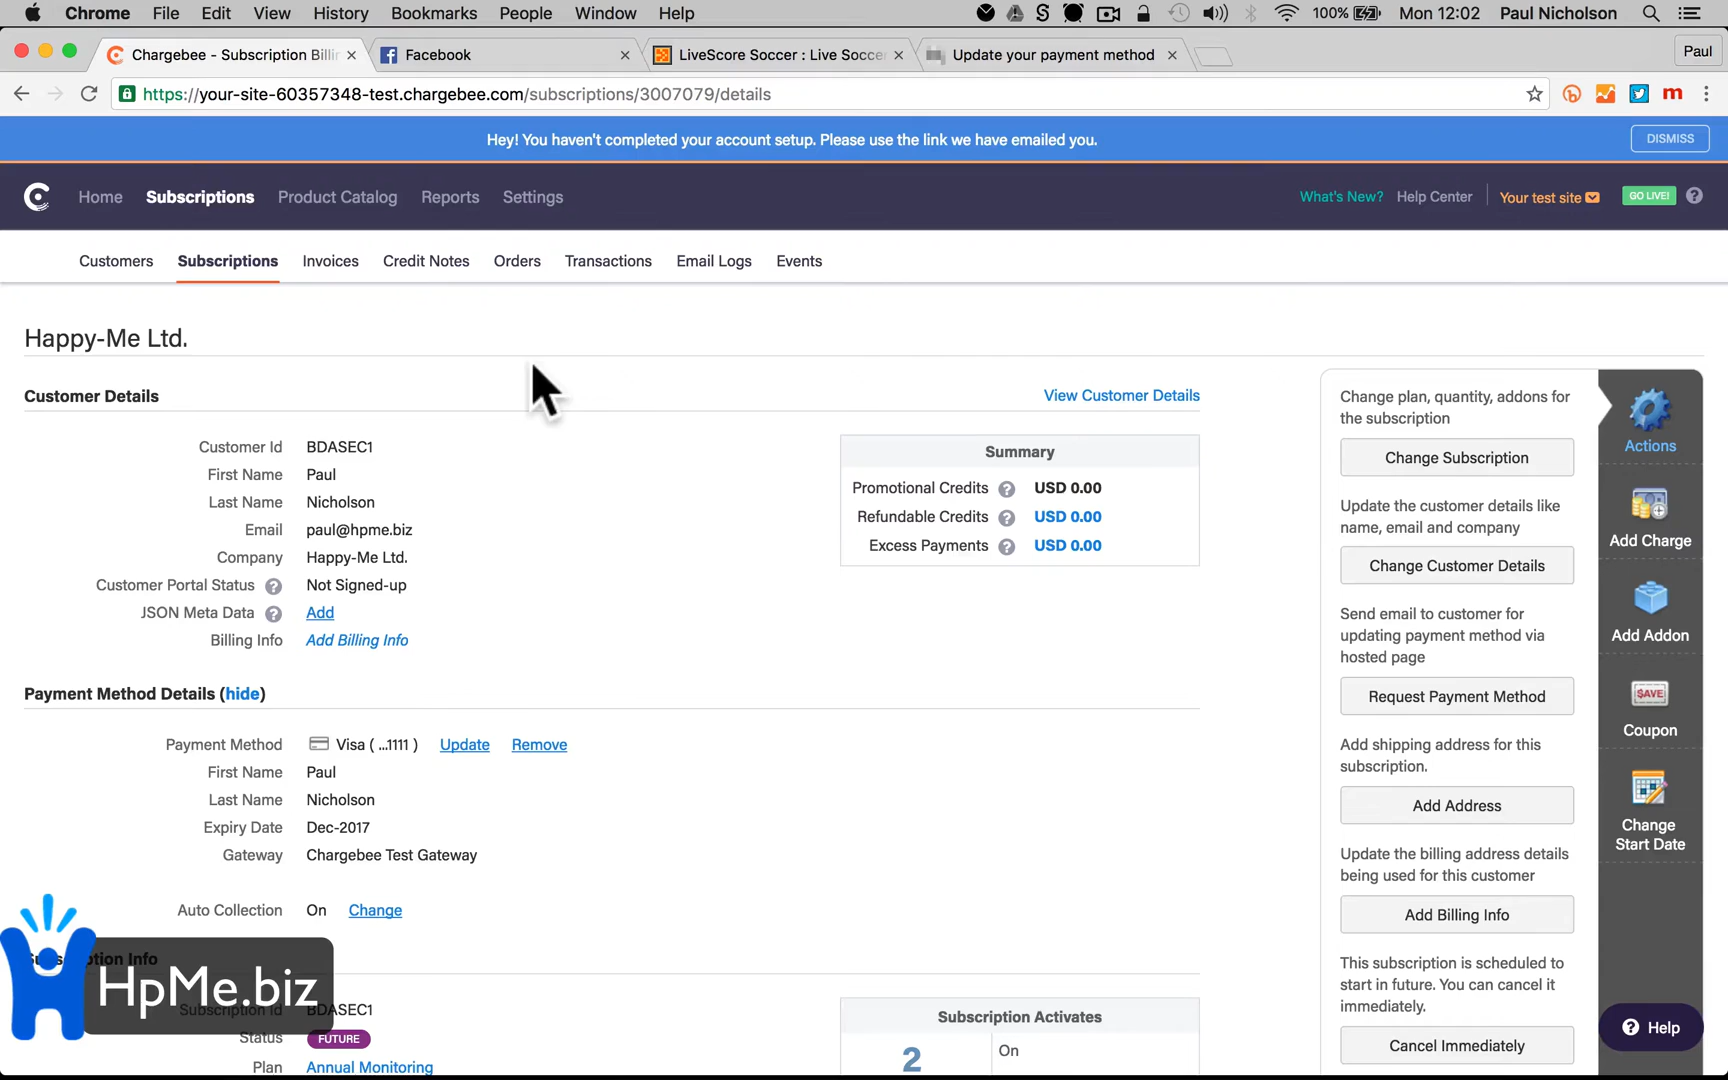 Chrome File Edit View History Bookmarks People Window Help 100% Mon 12:02 Paul Nicholson
Chargebee - Subscription Billin Facebook LiveScore Soccer : Live Soccer Update your payment method Paul
https://your-site-60357348-test.chargebee.com/subscriptions/3007079/details
Hey! You haven't completed your account setup. Please use the link we have emailed you. DISMISS
Home Subscriptions Product Catalog Reports Settings What's New? Help Center Your test site GO LIVE! ?
Customers Subscriptions Invoices Credit Notes Orders Transactions Email Logs Events
Happy-Me Ltd.
Customer Details View Customer Details
Customer Id BDASEC1
First Name Paul
Last Name Nicholson
Email paul@hpme.biz
Company Happy-Me Ltd.
Customer Portal Status ? Not Signed-up
JSON Meta Data ? Add
Billing Info Add Billing Info
Summary
Promotional Credits ? USD 0.00
Refundable Credits ? USD 0.00
Excess Payments ? USD 0.00
Payment Method Details (hide)
Payment Method Visa ( ...1111 ) Update Remove
First Name Paul
Last Name Nicholson
Expiry Date Dec-2017
Gateway Chargebee Test Gateway
Auto Collection On Change
ption Info
HpMe.biz
Subscription Id BDASEC1
Status FUTURE
Plan Annual Monitoring
Subscription Activates
2 On
Change plan, quantity, addons for
the subscription
Change Subscription
Update the customer details like
name, email and company
Change Customer Details
Send email to customer for
updating payment method via
hosted page
Request Payment Method
Add shipping address for this
subscription.
Add Address
Update the billing address details
being used for this customer
Add Billing Info
This subscription is scheduled to
start in future. You can cancel it
immediately.
Cancel Immediately
Actions
Add Charge
Add Addon
SAVE
Coupon
Change
Start Date
? Help